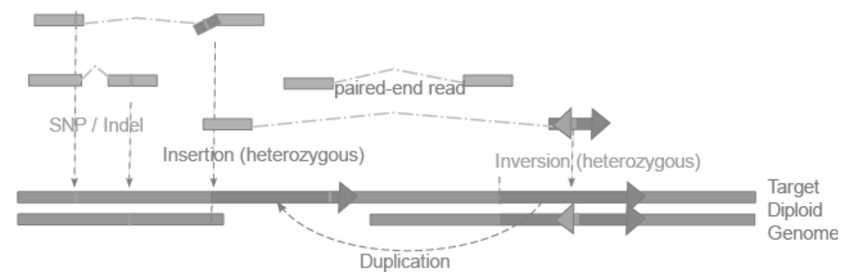 paired-end read
SNP / Indel
Insertion (heterozygous)
Inversion (heterozygous)
Target
Diploid
Genome
Duplication